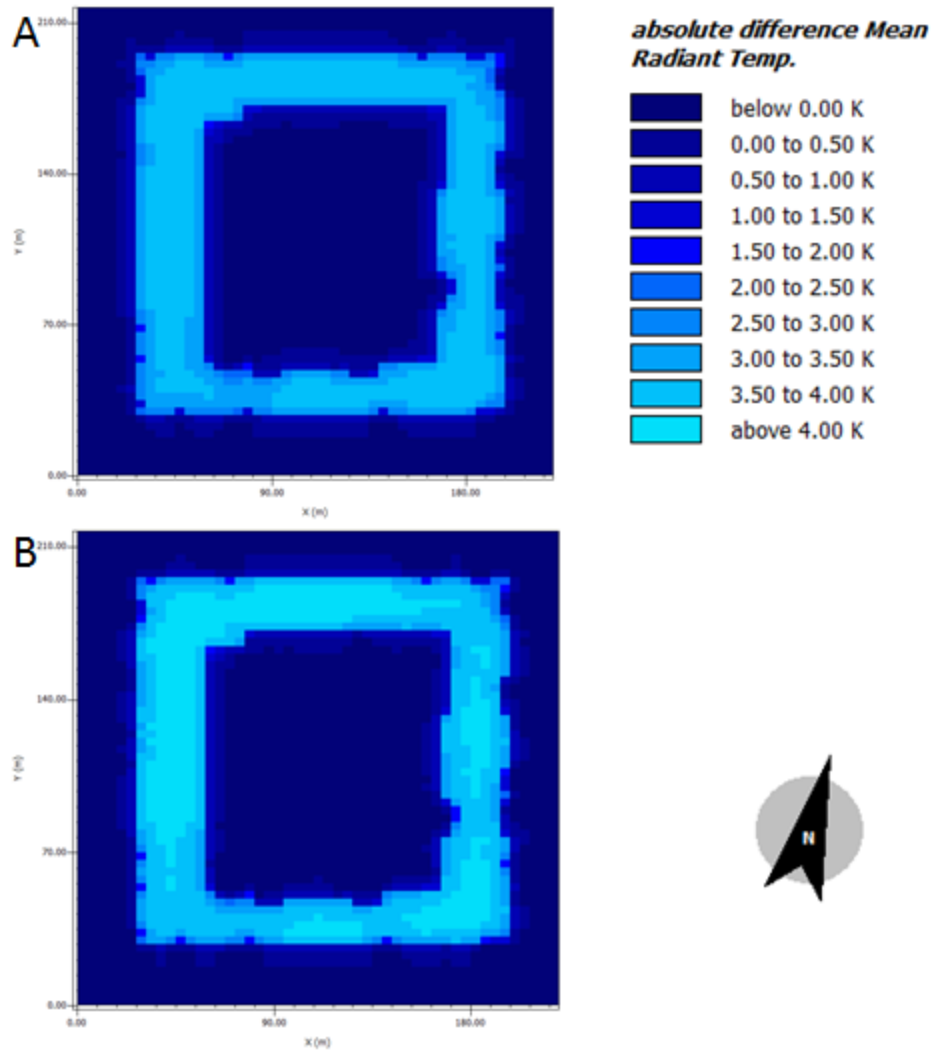 A
absolute difference Mean
Radiant Temp.
210.00
140.00
70.00
0.00
Y (m)
0.00 90.00 180.00
X (m)
below 0.00 K
0.00 to 0.50 K
0.50 to 1.00 K
1.00 to 1.50 K
1.50 to 2.00 K
2.00 to 2.50 K
2.50 to 3.00 K
3.00 to 3.50 K
3.50 to 4.00 K
above 4.00 K
B
210.00
140.00
70.00
0.00
Y (m)
0.00 90.00 180.00
X (m)
N